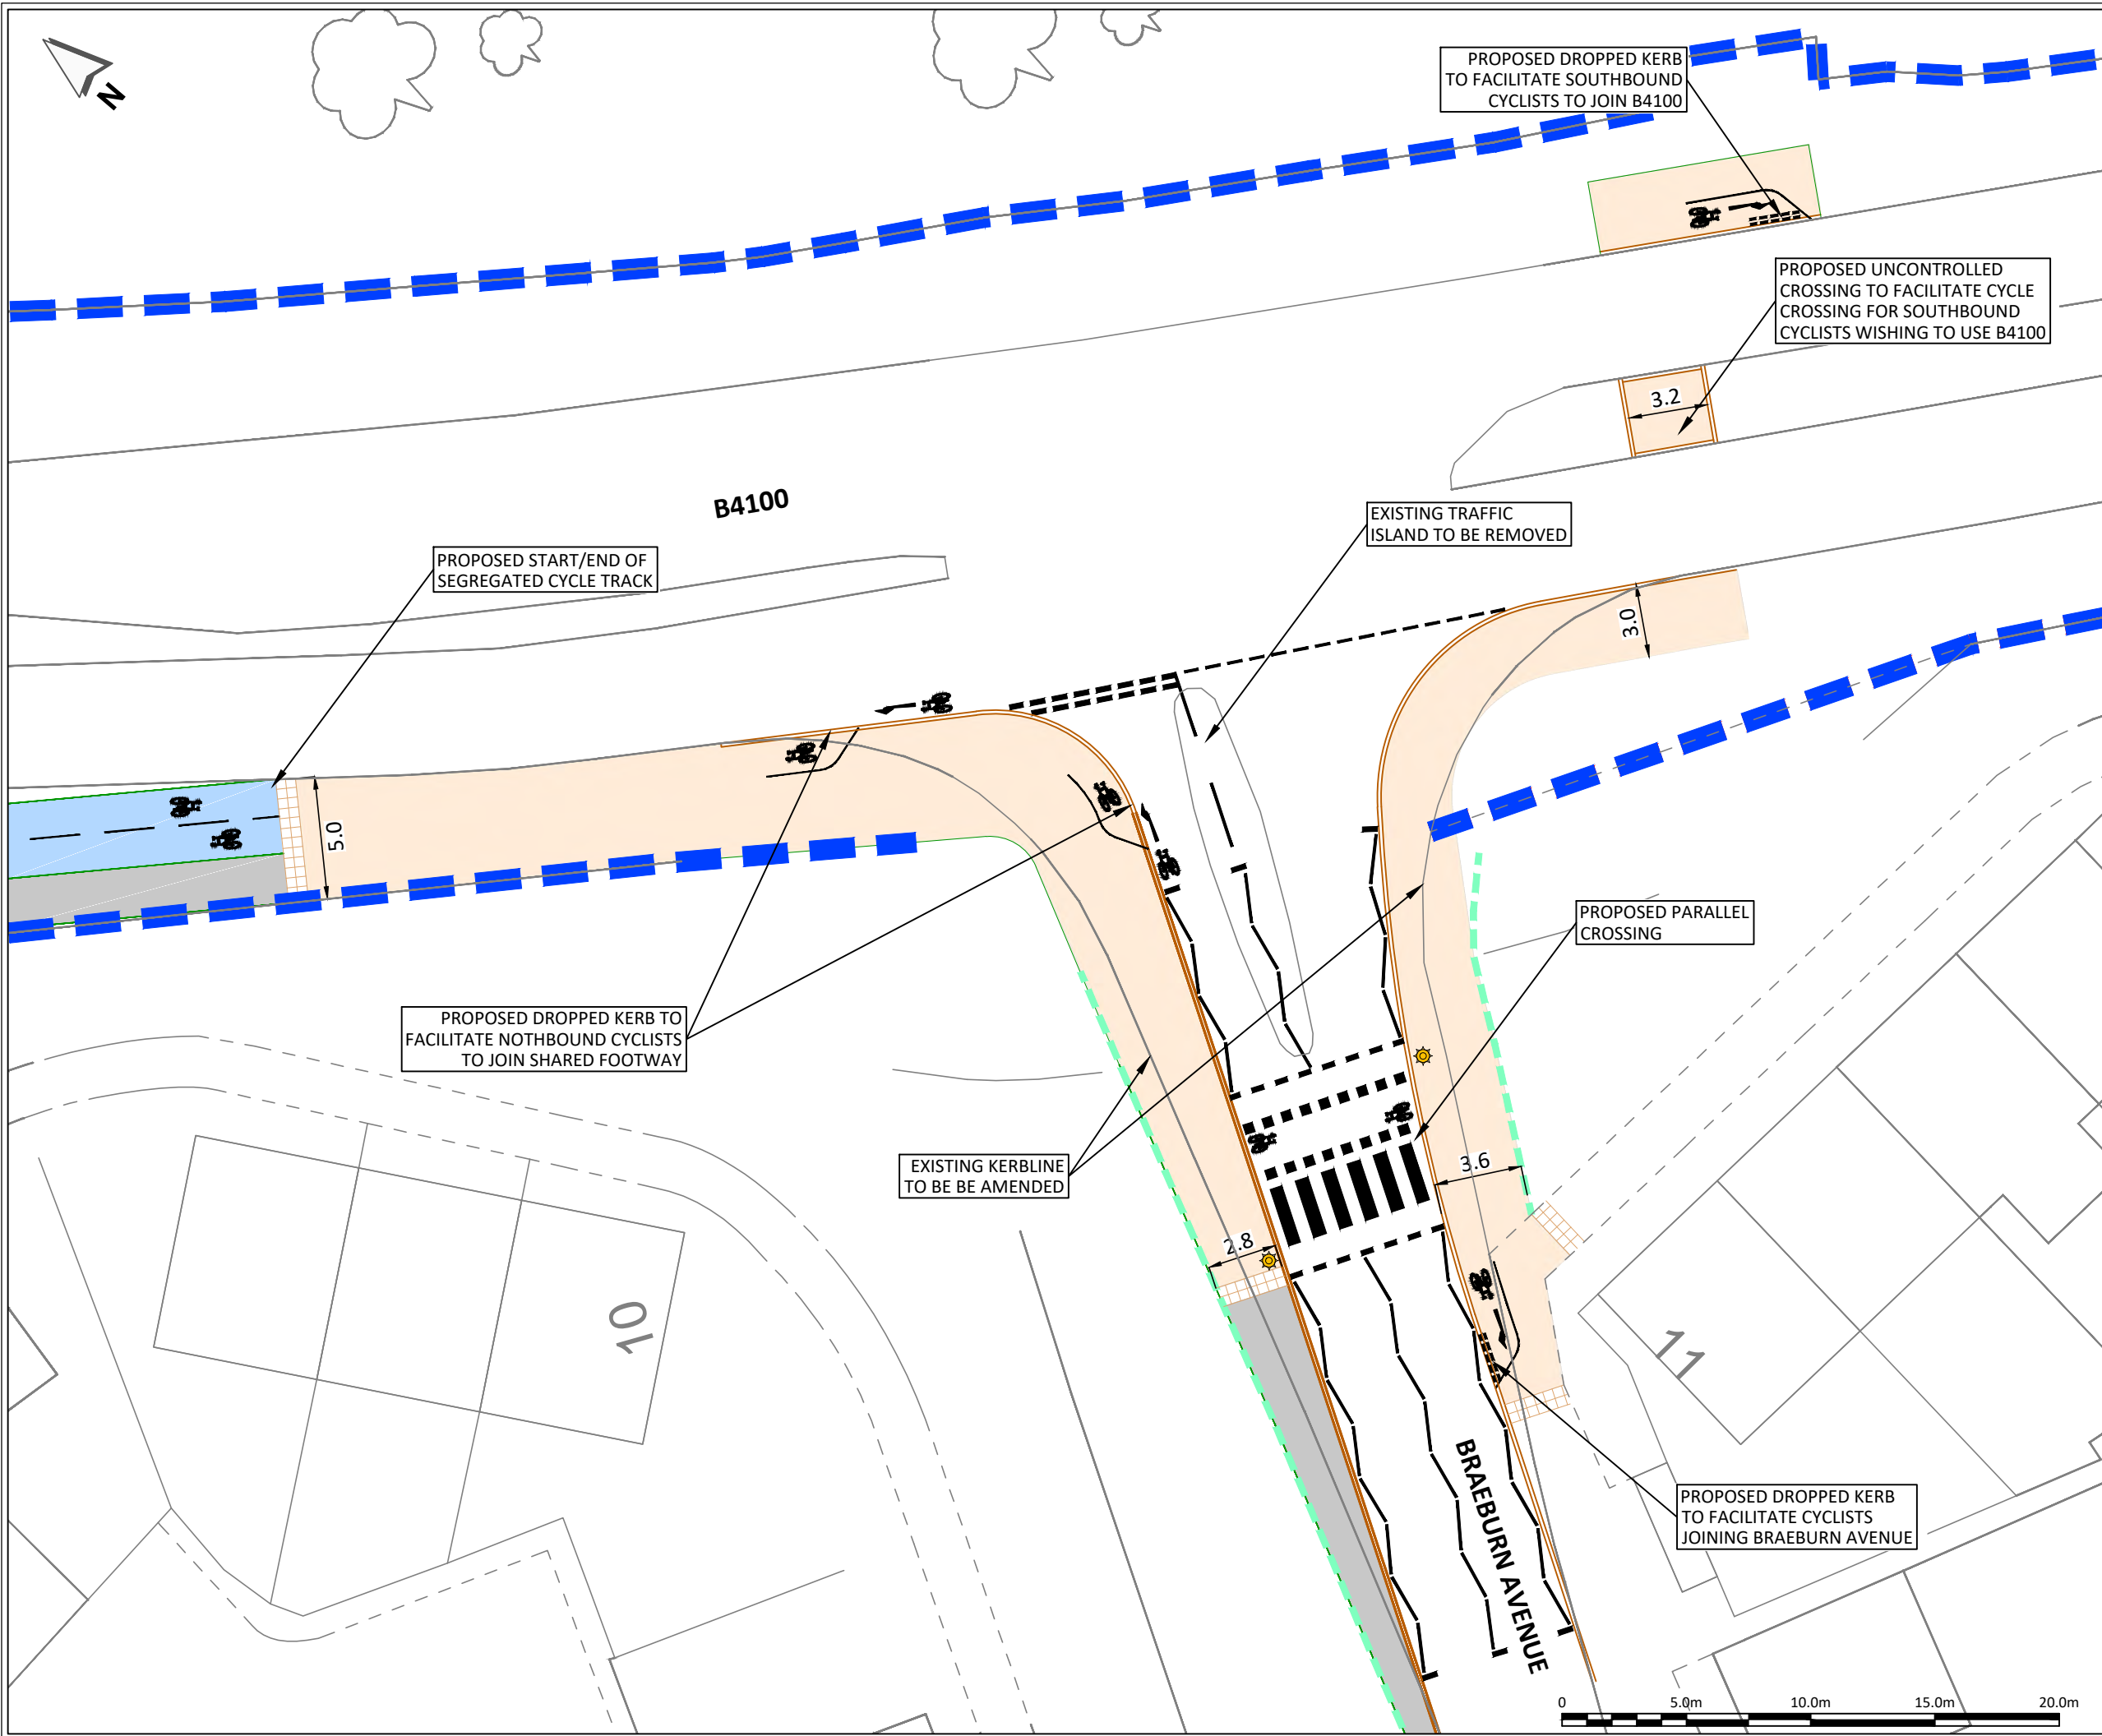 N
PROPOSED DROPPED KERB
TO FACILITATE SOUTHBOUND
CYCLISTS TO JOIN B4100
PROPOSED UNCONTROLLED
CROSSING TO FACILITATE CYCLE
CROSSING FOR SOUTHBOUND
CYCLISTS WISHING TO USE B4100
3.2
B4100
EXISTING TRAFFIC
ISLAND TO BE REMOVED
PROPOSED START/END OF
SEGREGATED CYCLE TRACK
3.0
5.0
PROPOSED PARALLEL
CROSSING
PROPOSED DROPPED KERB TO
FACILITATE NOTHBOUND CYCLISTS
TO JOIN SHARED FOOTWAY
EXISTING KERBLINE
TO BE BE AMENDED
3.6
2.8
10
11
BRAEBURN AVENUE
PROPOSED DROPPED KERB
TO FACILITATE CYCLISTS
JOINING BRAEBURN AVENUE
0 5.0m 10.0m 15.0m 20.0m